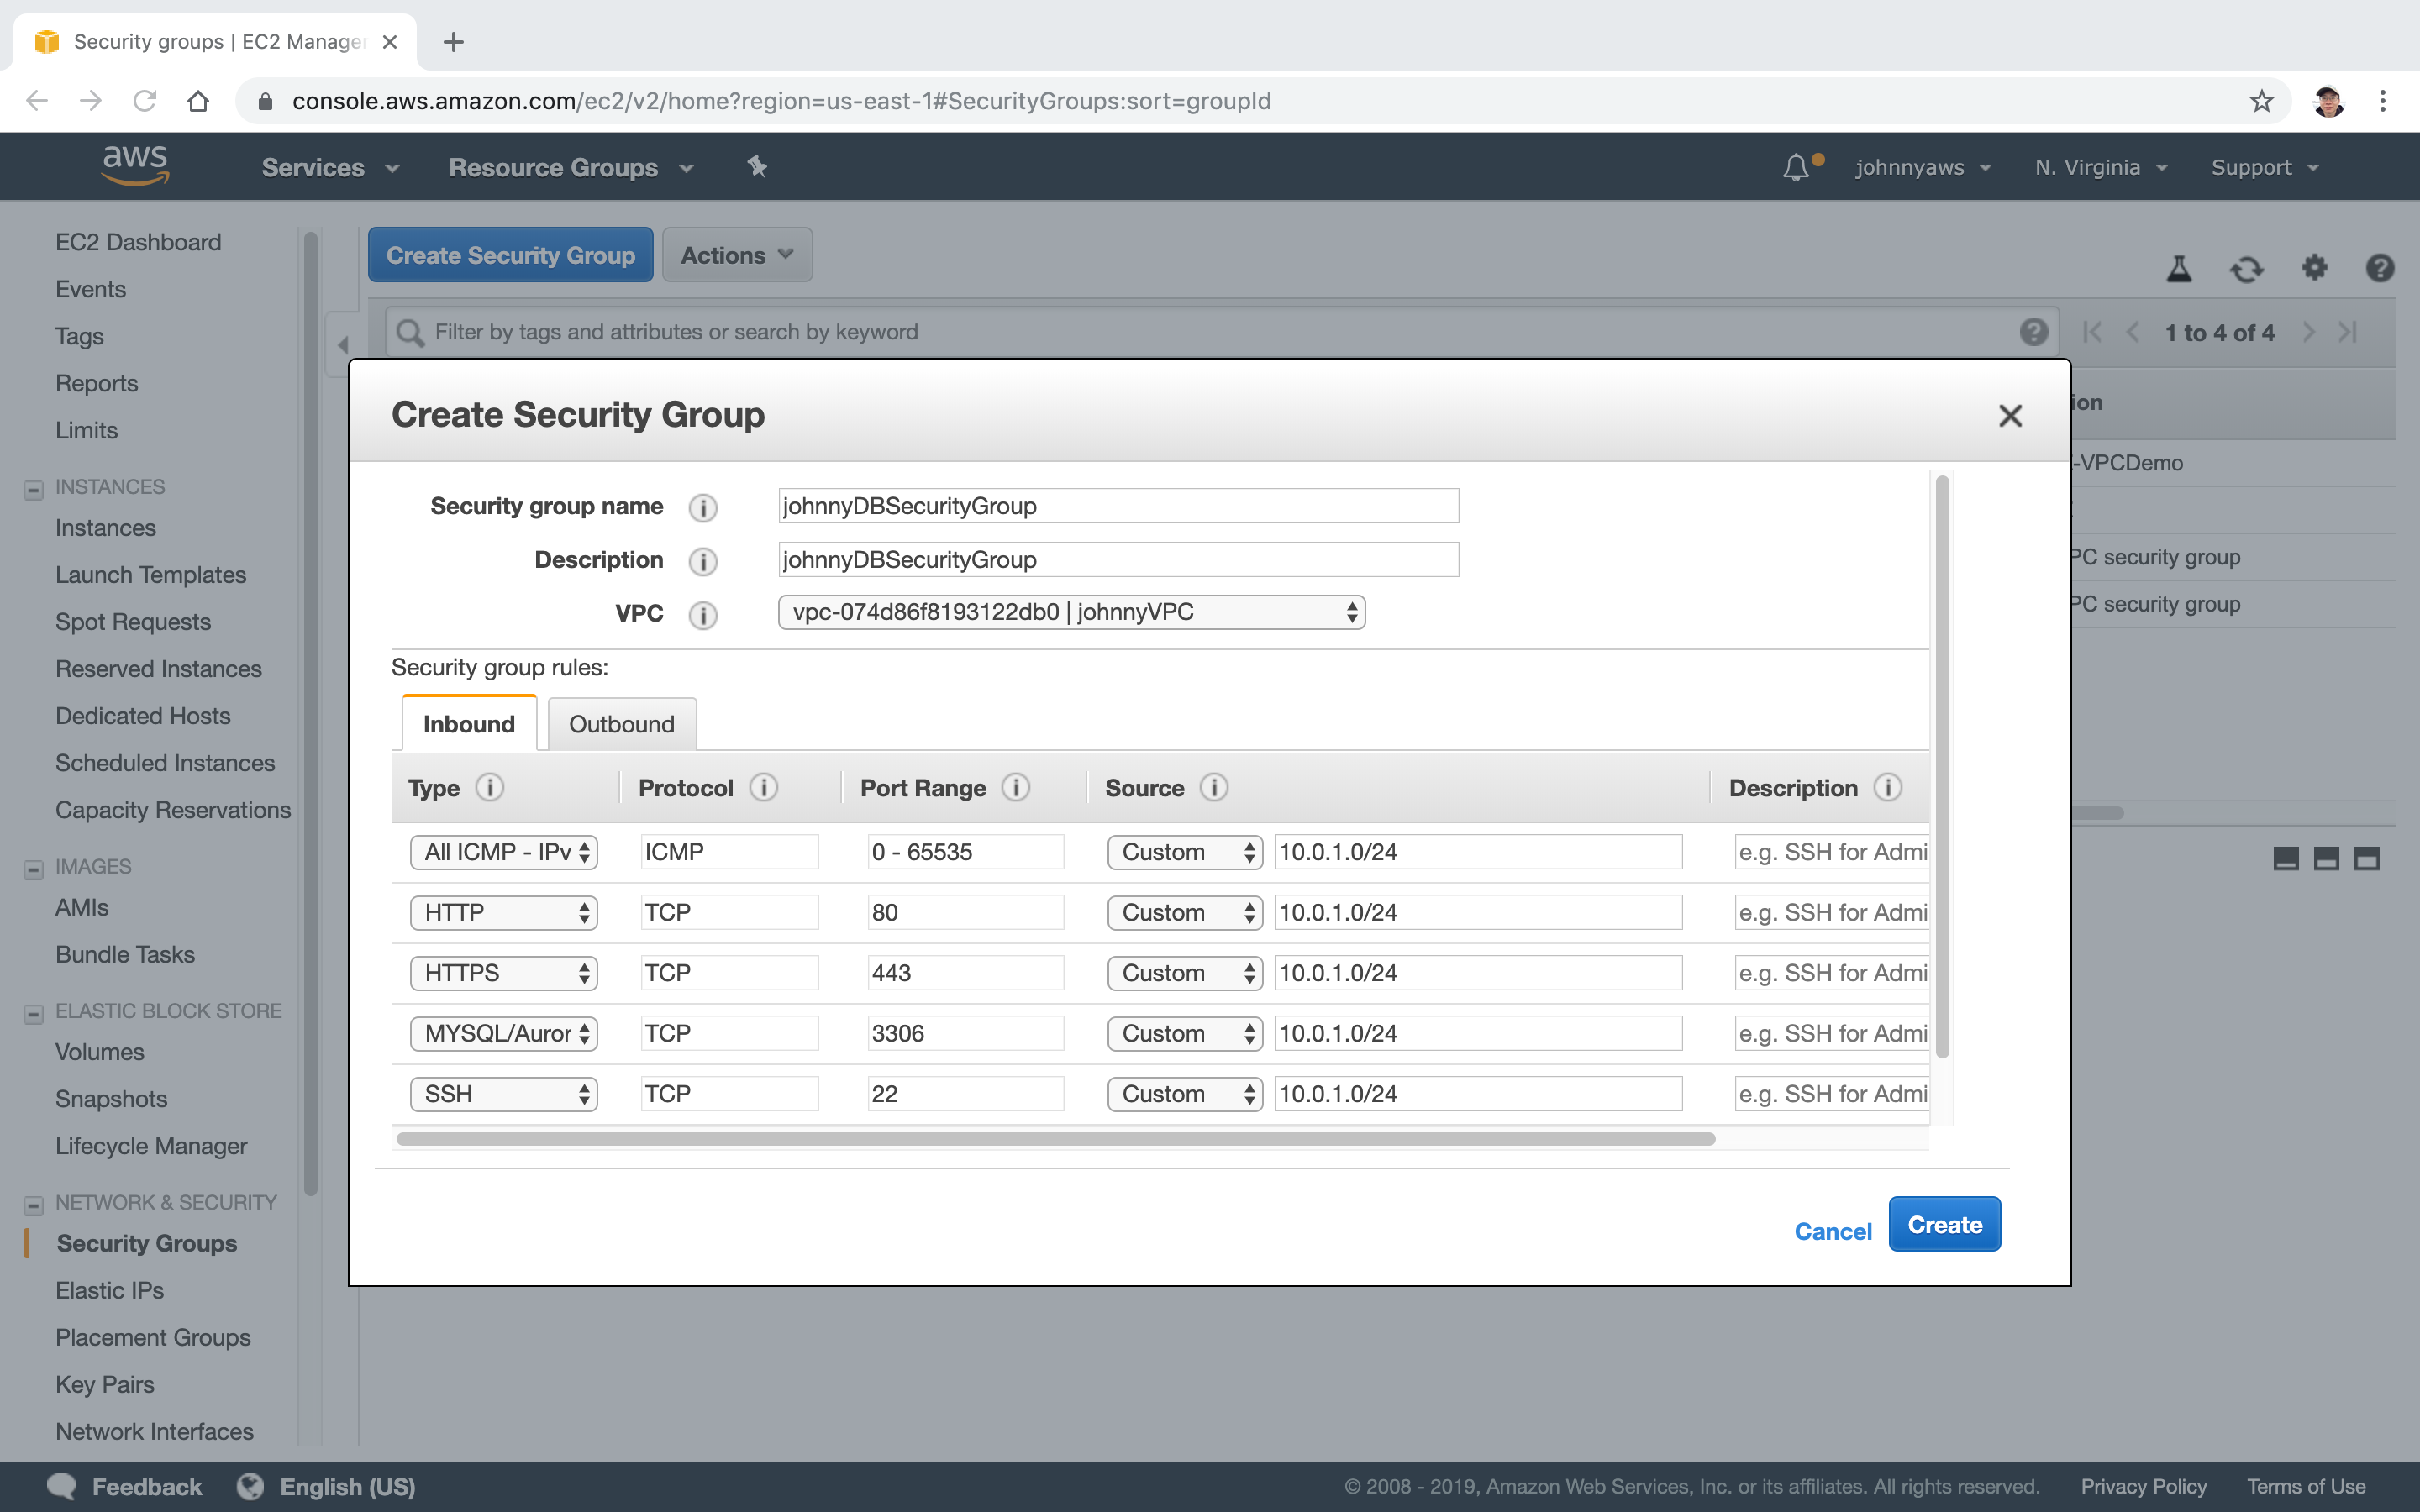 Security groups | EC2 Manager
console.aws.amazon.com/ec2/v2/home?region=us-east-1#SecurityGroups:sort=groupId
aws Services Resource Groups johnnyaws N. Virginia Support
EC2 Dashboard
Events
Tags
Reports
Limits
INSTANCES
Instances
Launch Templates
Spot Requests
Reserved Instances
Dedicated Hosts
Scheduled Instances
Capacity Reservations
IMAGES
AMIs
Bundle Tasks
ELASTIC BLOCK STORE
Volumes
Snapshots
Lifecycle Manager
NETWORK & SECURITY
Security Groups
Elastic IPs
Placement Groups
Key Pairs
Network Interfaces
Create Security Group Actions
Filter by tags and attributes or search by keyword 1 to 4 of 4
ion
-VPCDemo
PC security group
PC security group
Create Security Group
Security group name johnnyDBSecurityGroup
Description johnnyDBSecurityGroup
VPC vpc-074d86f8193122db0 | johnnyVPC
Security group rules:
Inbound Outbound
Type Protocol Port Range Source Description
All ICMP - IPv ICMP 0 - 65535 Custom 10.0.1.0/24 e.g. SSH for Admi
HTTP TCP 80 Custom 10.0.1.0/24 e.g. SSH for Admi
HTTPS TCP 443 Custom 10.0.1.0/24 e.g. SSH for Admi
MYSQL/Auror TCP 3306 Custom 10.0.1.0/24 e.g. SSH for Admi
SSH TCP 22 Custom 10.0.1.0/24 e.g. SSH for Admi
Cancel Create
Feedback English (US) © 2008 - 2019, Amazon Web Services, Inc. or its affiliates. All rights reserved. Privacy Policy Terms of Use